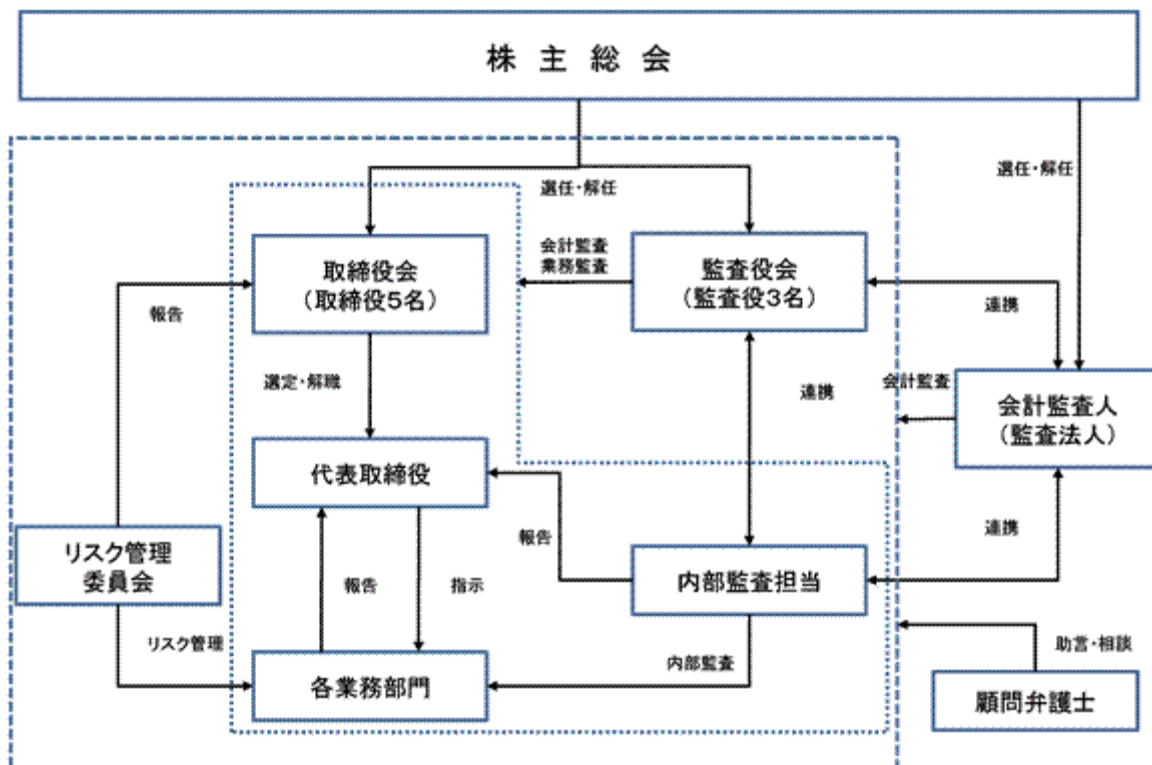 株主総会
選任・解任
選任・解任
取締役会
（取締役５名）
会計監査
業務監査
監査役会
（監査役３名）
報告
連携
選定・解職
連携
会計監査
会計監査人
（監査法人）
代表取締役
リスク管理
委員会
報告
連携
報告
指示
内部監査担当
リスク管理
内部監査
助言・相談
各業務部門
顧問弁護士